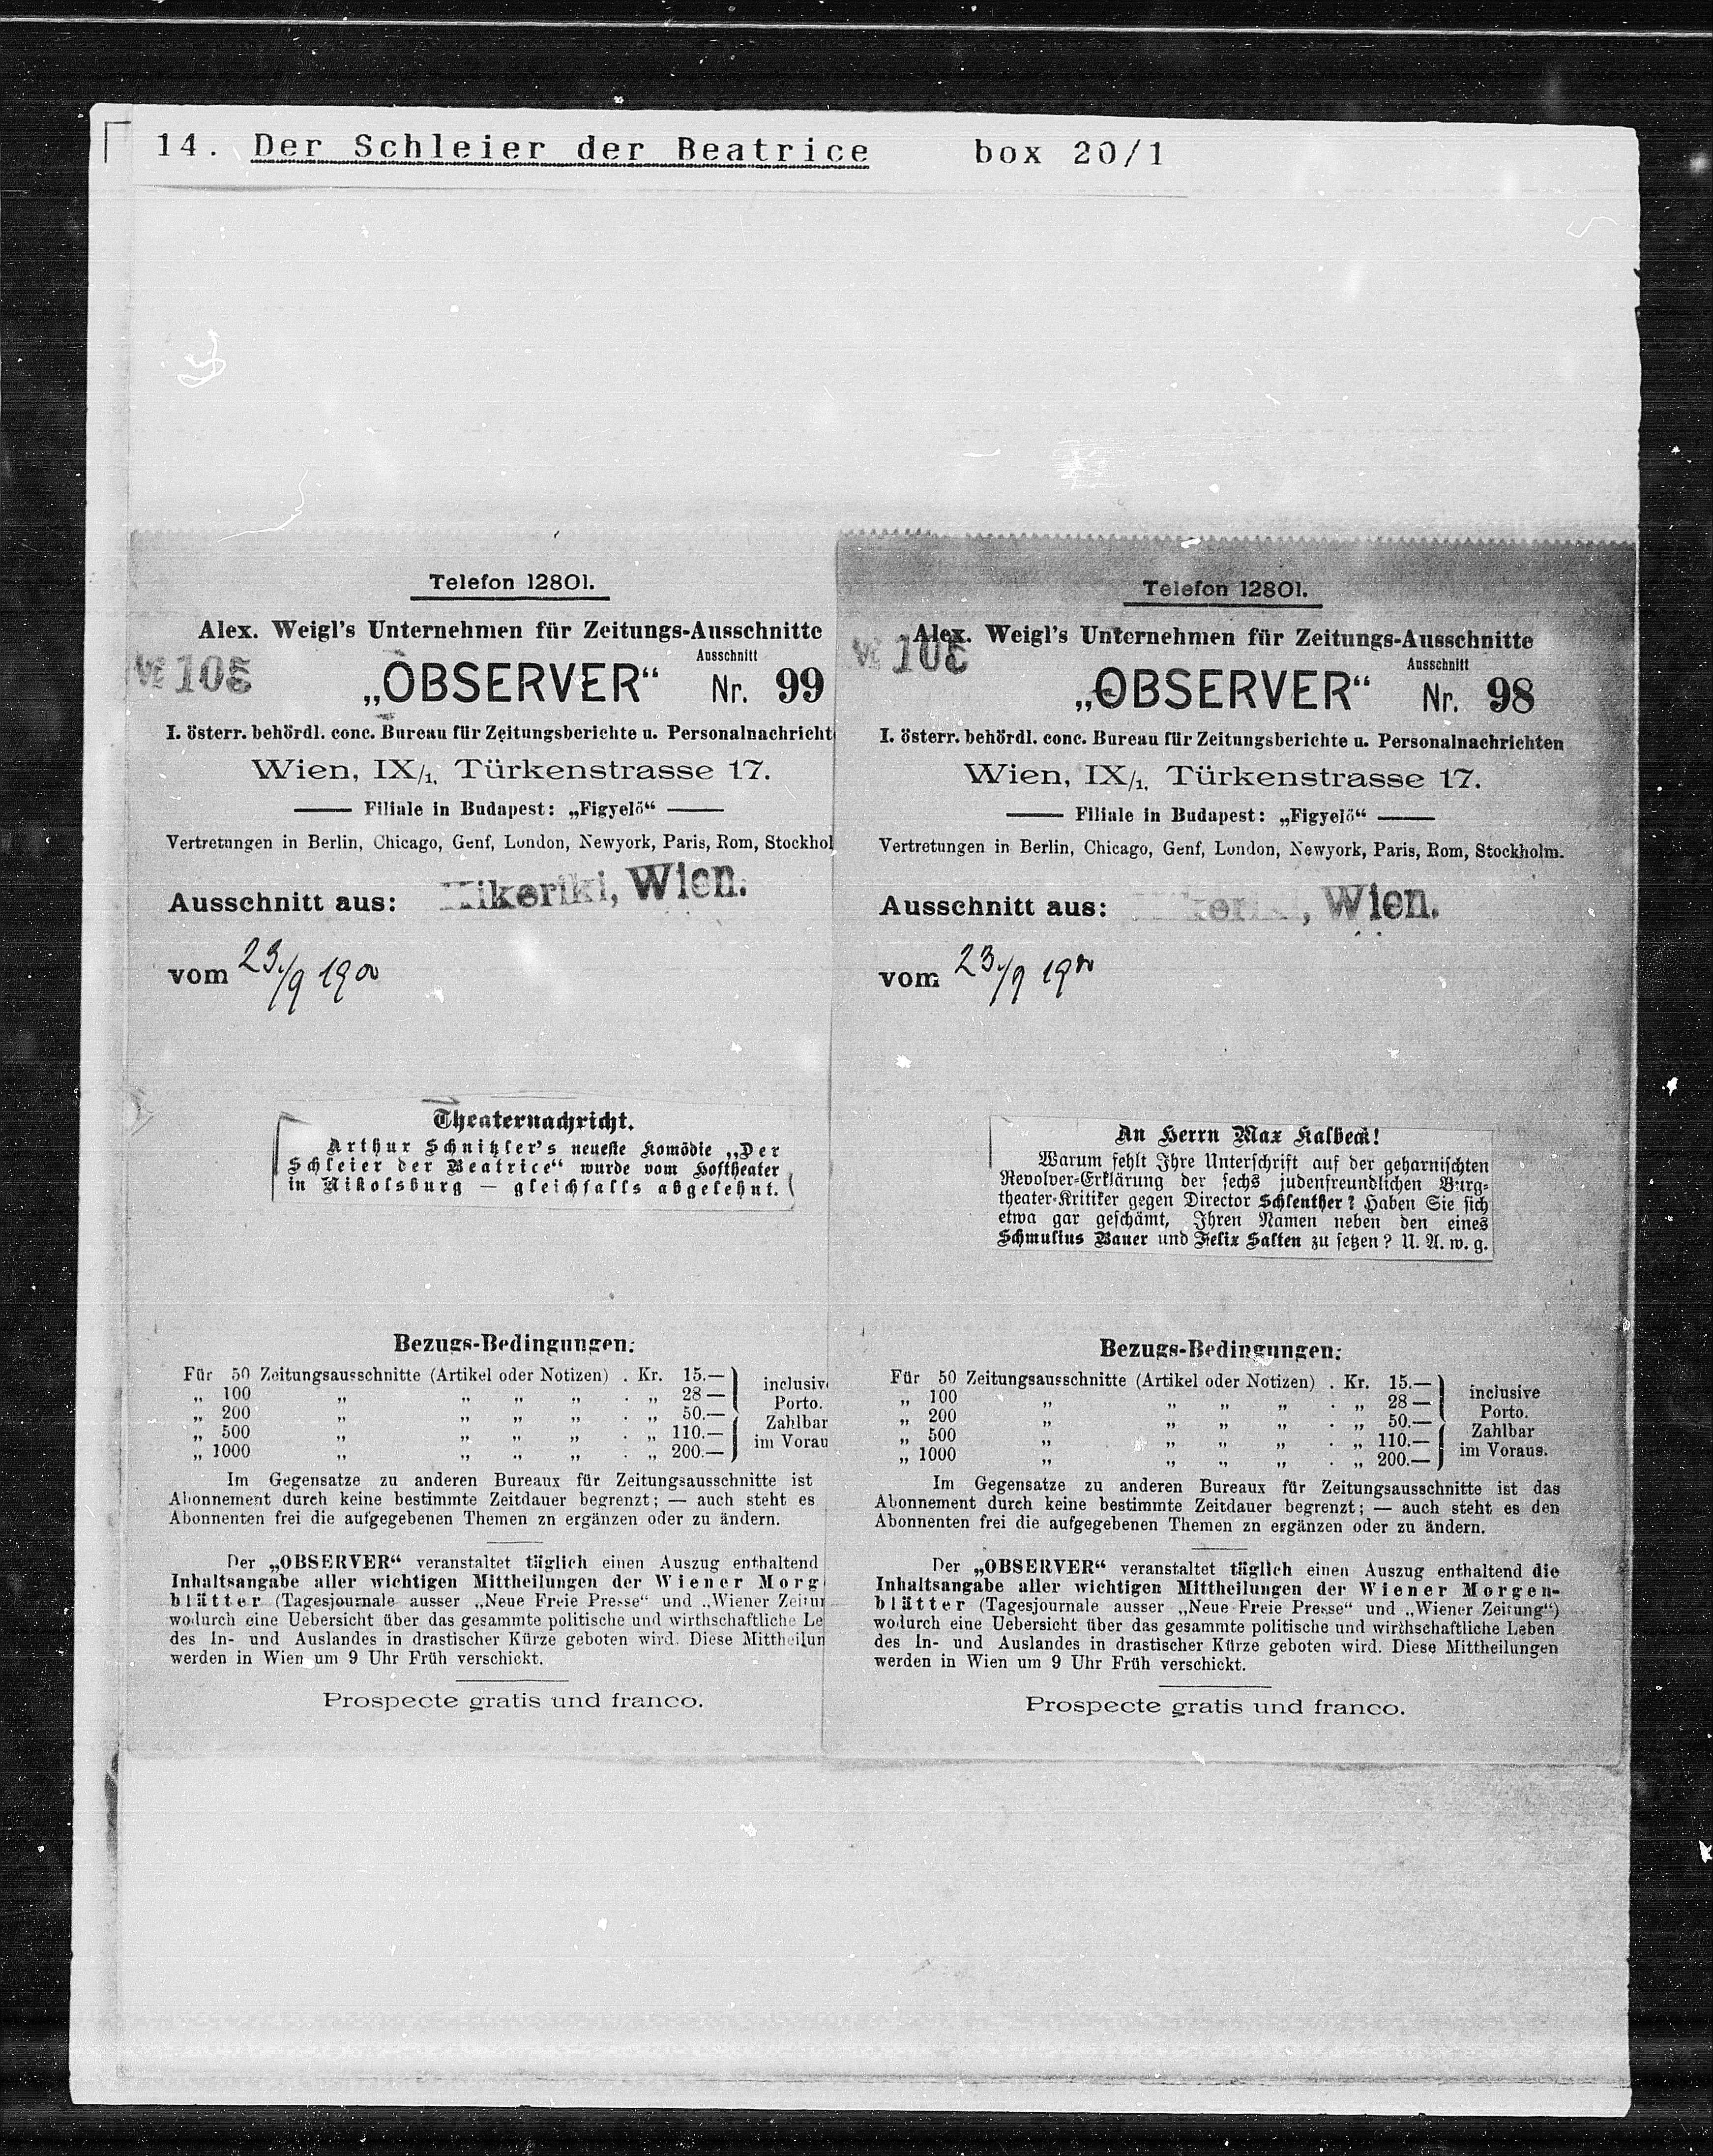 14. Der Schleier der Beatrice box 20/1
Telefon 12801.
Alex. Weigl's Unternehmen für Zeitungs-Ausschnitte
№ 105
„OBSERVER“
Ausschnitt
Nr. 99
I. österr. behördl. conc. Bureau für Zeitungsberichte u. Personalnachricht
Wien, IX/1, Türkenstrasse 17.
Filiale in Budapest: „Figyelő“
Vertretungen in Berlin, Chicago, Genf, London, Newyork, Paris, Rom, Stockhol
Ausschnitt aus: Kikeriki, Wien.
vom 23./9 1900
Theaternachricht.
Arthur Schnitzler's neueste Komödie „Der
Schleier der Beatrice“ wurde vom Hoftheater
in Nikolsburg — gleichfalls abgelehnt.
Bezugs-Bedingungen:
Für 50 Zeitungsausschnitte (Artikel oder Notizen) . Kr. 15.—
„ 100 „ „ „ „ . „ 28 —
„ 200 „ „ „ „ . „ 50.—
„ 500 „ „ „ „ . „ 110.—
„ 1000 „ „ „ „ . „ 200.—
inclusiv
Porto.
Zahlbar
im Vorau
Im Gegensatze zu anderen Bureaux für Zeitungsausschnitte ist
Abonnement durch keine bestimmte Zeitdauer begrenzt; — auch steht es
Abonnenten frei die aufgegebenen Themen zn ergänzen oder zu ändern.
Der „OBSERVER“ veranstaltet täglich einen Auszug enthaltend
Inhaltsangabe aller wichtigen Mittheilungen der Wiener Morg
blätter (Tagesjournale ausser „Neue Freie Presse“ und „Wiener Zeitun
wodurch eine Uebersicht über das gesammte politische und wirthschaftliche Le
des In- und Auslandes in drastischer Kürze geboten wird. Diese Mittheilun
werden in Wien um 9 Uhr Früh verschickt.
Prospecte gratis und franco.
Telefon 12801.
Alex. Weigl's Unternehmen für Zeitungs-Ausschnitte
№ 105
„OBSERVER“
Ausschnitt
Nr. 98
I. österr. behördl. conc. Bureau für Zeitungsberichte u. Personalnachrichten
Wien, IX/1, Türkenstrasse 17.
Filiale in Budapest: „Figyelő“
Vertretungen in Berlin, Chicago, Genf, London, Newyork, Paris, Rom, Stockholm.
Ausschnitt aus: Kikeriki, Wien.
vom 23./9 1900
An Herrn Max Kalbeck!
Warum fehlt Ihre Unterschrift auf der geharnischten
Revolver-Erklärung der sechs judenfreundlichen Burg-
theater-Kritiker gegen Director Schlenther? Haben Sie sich
etwa gar geschämt, Ihren Namen neben den eines
Schmulius Bauer und Felix Salten zu setzen? U. A. w. g.
Bezugs-Bedingungen:
Für 50 Zeitungsausschnitte (Artikel oder Notizen) . Kr. 15.—
„ 100 „ „ „ „ . „ 28 —
„ 200 „ „ „ „ . „ 50.—
„ 500 „ „ „ „ . „ 110.—
„ 1000 „ „ „ „ . „ 200.—
inclusive
Porto.
Zahlbar
im Voraus.
Im Gegensatze zu anderen Bureaux für Zeitungsausschnitte ist das
Abonnement durch keine bestimmte Zeitdauer begrenzt; — auch steht es den
Abonnenten frei die aufgegebenen Themen zn ergänzen oder zu ändern.
Der „OBSERVER“ veranstaltet täglich einen Auszug enthaltend die
Inhaltsangabe aller wichtigen Mittheilungen der Wiener Morgen-
blätter (Tagesjournale ausser „Neue Freie Presse“ und „Wiener Zeitung“)
wodurch eine Uebersicht über das gesammte politische und wirthschaftliche Leben
des In- und Auslandes in drastischer Kürze geboten wird. Diese Mittheilungen
werden in Wien um 9 Uhr Früh verschickt.
Prospecte gratis und franco.